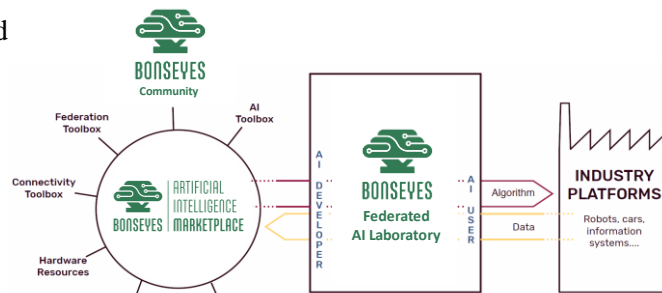 d
BONSEYES
Community
Federation
Toolbox
AI
Toolbox
Connectivity
Toolbox
BONSEYES
ARTIFICIAL
INTELLIGENCE
MARKETPLACE
Hardware
Resources
AI DEVELOPER
BONSEYES
Federated
AI Laboratory
AI USER
Algorithm
Data
INDUSTRY
PLATFORMS
Robots, cars,
information
systems....